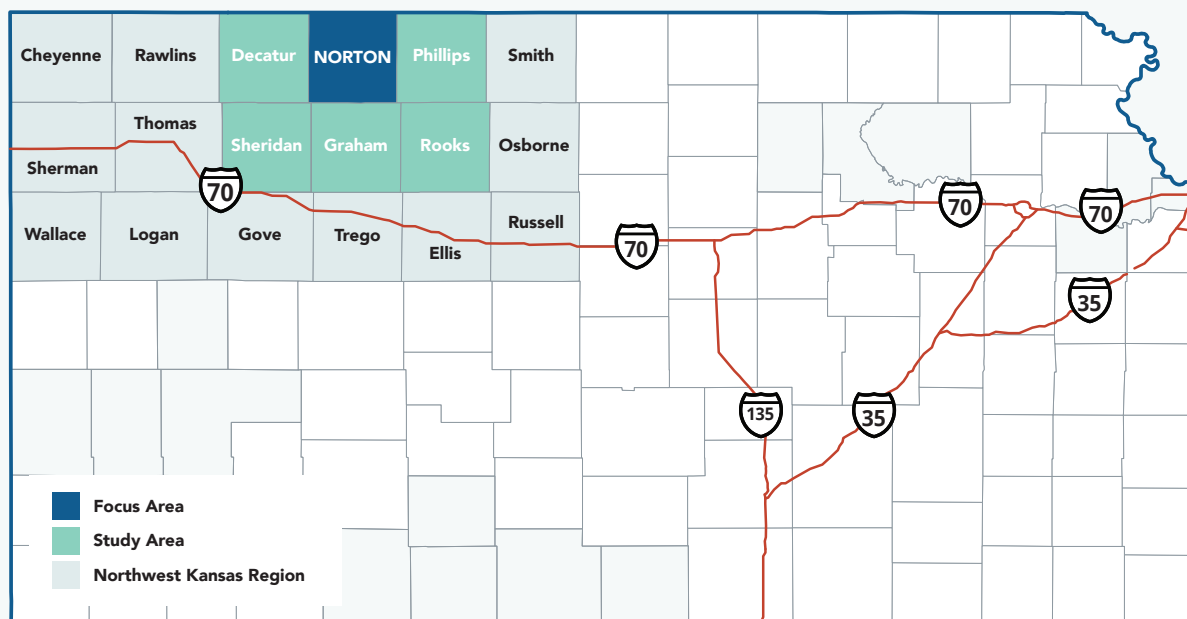 Cheyenne
Rawlins
Decatur
NORTON
Phillips
Smith
Thomas
Sherman
Sheridan
Graham
Rooks
Osborne
70
Wallace
Logan
Gove
Trego
Ellis
Russell
70
70
70
35
135
35
Focus Area
Study Area
Northwest Kansas Region